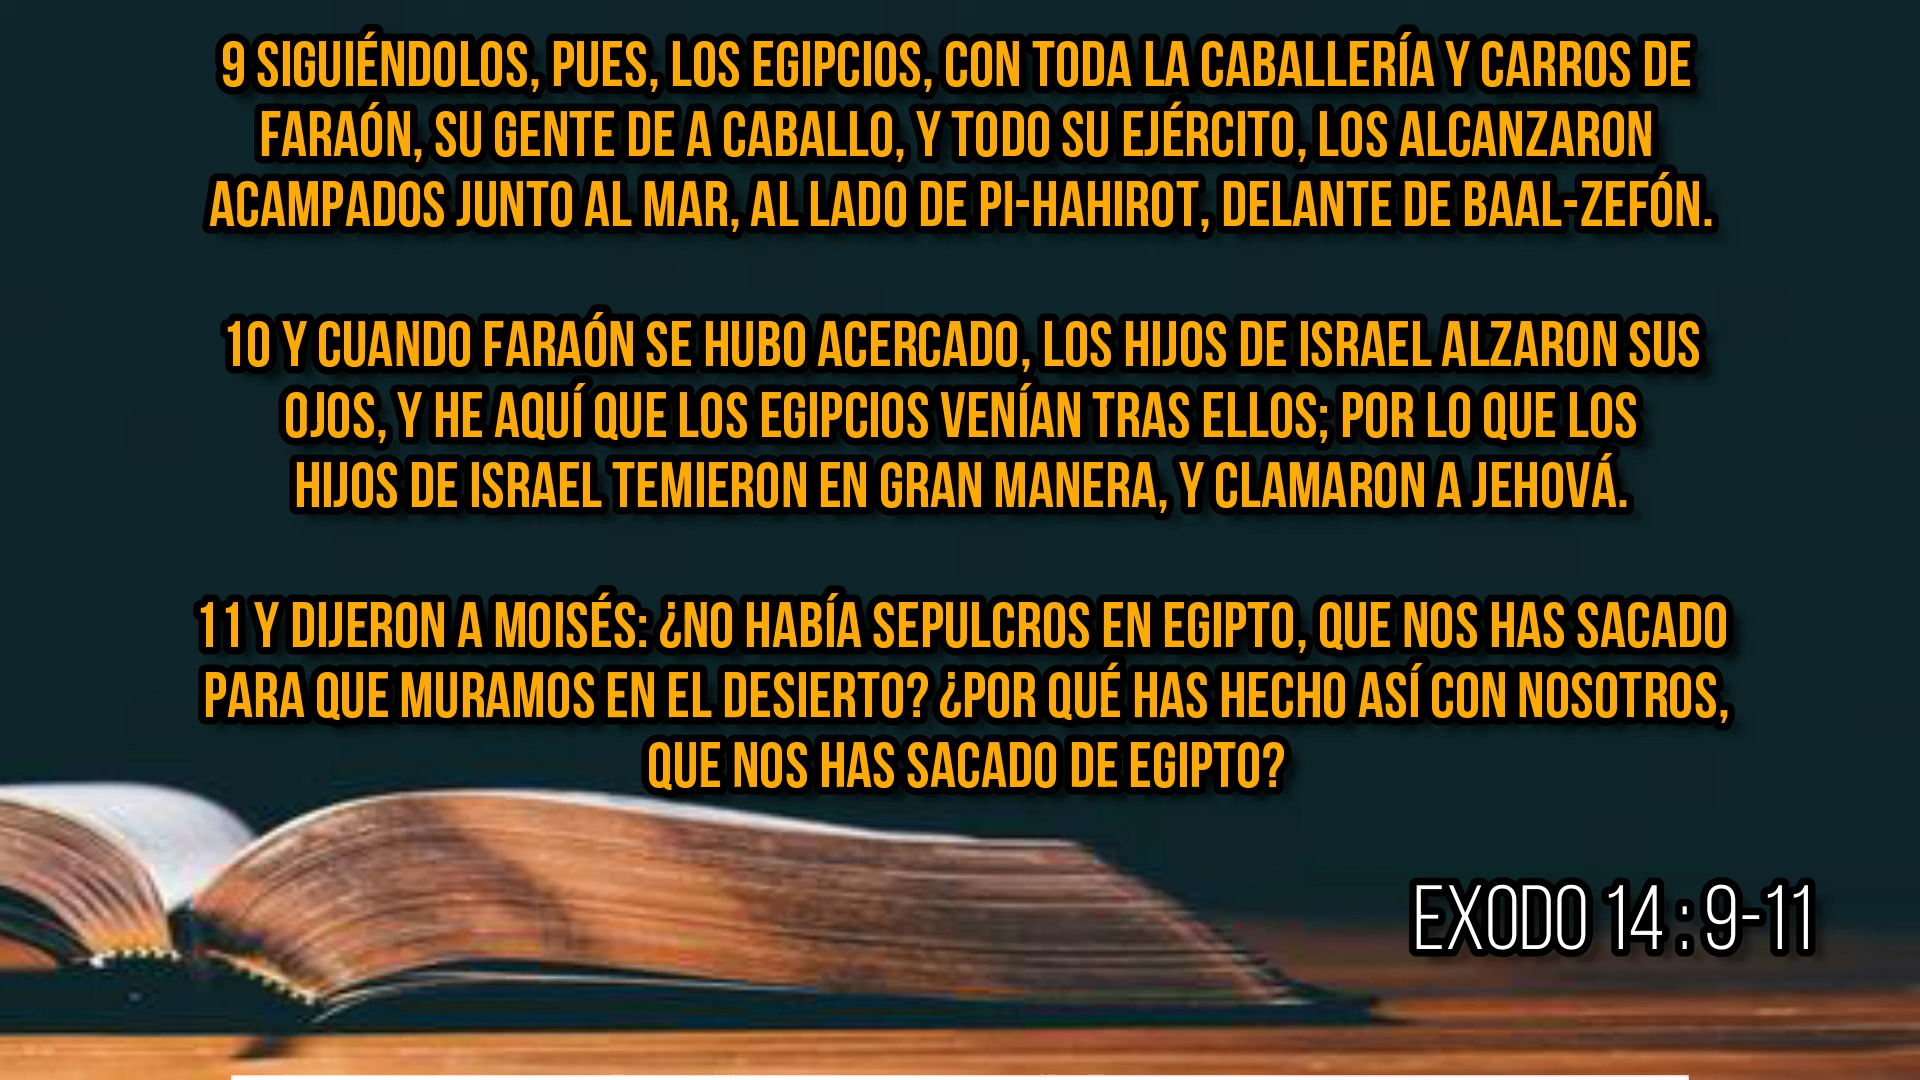 9 SIGUIÉNDOLOS, PUES, LOS EGIPCIOS, CON TODA LA CABALLERÍA Y CARROS DE
FARAÓN, SU GENTE DE A CABALLO, Y TODO SU EJÉRCITO, LOS ALCANZARON
ACAMPADOS JUNTO AL MAR, AL LADO DE PI-HAHIROT, DELANTE DE BAAL-ZEFÓN.
10 Y CUANDO FARAÓN SE HUBO ACERCADO, LOS HIJOS DE ISRAEL ALZARON SUS
OJOS, Y HE AQUÍ QUE LOS EGIPCIOS VENÍAN TRAS ELLOS; POR LO QUE LOS
HIJOS DE ISRAEL TEMIERON EN GRAN MANERA, Y CLAMARON A JEHOVÁ.
11 Y DIJERON A MOISÉS: ¿NO HABÍA SEPULCROS EN EGIPTO, QUE NOS HAS SACADO
PARA QUE MURAMOS EN EL DESIERTO? ¿POR QUÉ HAS HECHO ASÍ CON NOSOTROS,
QUE NOS HAS SACADO DE EGIPTO?
EXODO 14 : 9-11